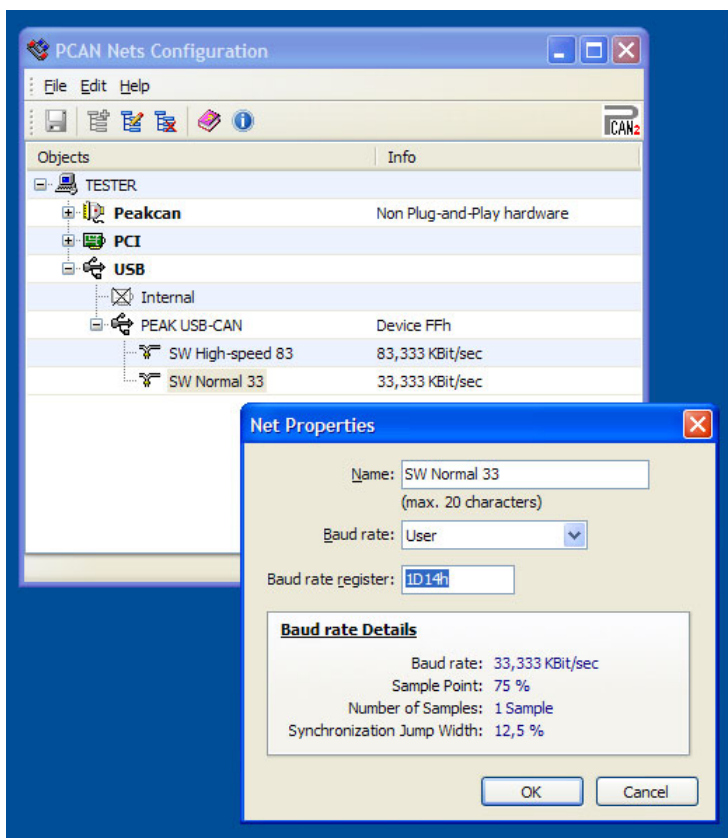 PCAN Nets Configuration
File Edit Help
PCAN2
Objects Info
TESTER
Peakcan Non Plug-and-Play hardware
PCI
USB
Internal
PEAK USB-CAN Device FFh
SW High-speed 83 83,333 KBit/sec
SW Normal 33 33,333 KBit/sec
Net Properties
Name: SW Normal 33
(max. 20 characters)
Baud rate: User
Baud rate register: 1D14h
Baud rate Details
Baud rate: 33,333 KBit/sec
Sample Point: 75 %
Number of Samples: 1 Sample
Synchronization Jump Width: 12,5 %
OK Cancel